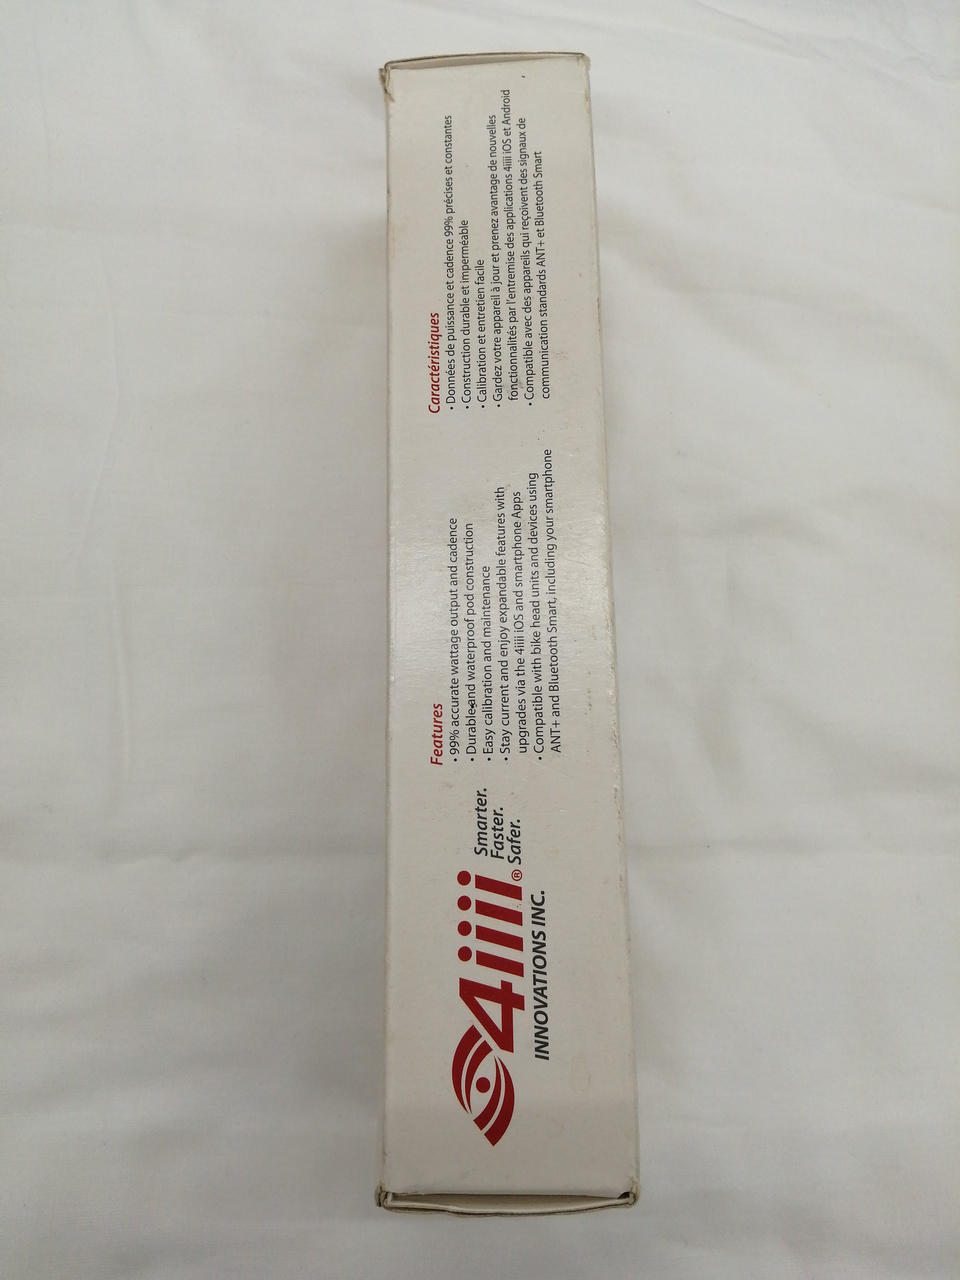 4iiii®
INNOVATIONS INC.
Smarter.
Faster.
Safer.
Features
• 99% accurate wattage output and cadence
• Durable and waterproof pod construction
• Easy calibration and maintenance
• Stay current and enjoy expandable features with
upgrades via the 4iiii iOS and smartphone Apps
• Compatible with bike head units and devices using
ANT+ and Bluetooth Smart, including your smartphone
Caractéristiques
• Données de puissance et cadence 99% précises et constantes
• Construction durable et imperméable
• Calibration et entretien facile
• Gardez votre appareil à jour et prenez avantage de nouvelles
fonctionnalités par l'entremise des applications 4iiii iOS et Android
• Compatible avec des appareils qui reçoivent des signaux de
communication standards ANT+ et Bluetooth Smart